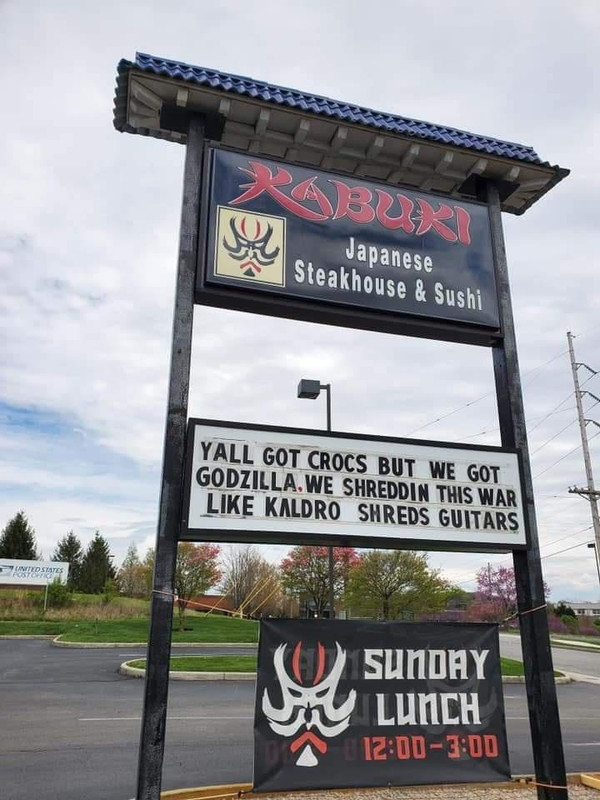 KABUKI
Japanese
Steakhouse & Sushi
YALL GOT CROCS BUT WE GOT
GODZILLA.WE SHREDDIN THIS WAR
LIKE KALDRO SHREDS GUITARS
UNITED STATES
POST OFFICE
SUNDAY
LUNCH
12:00-3:00